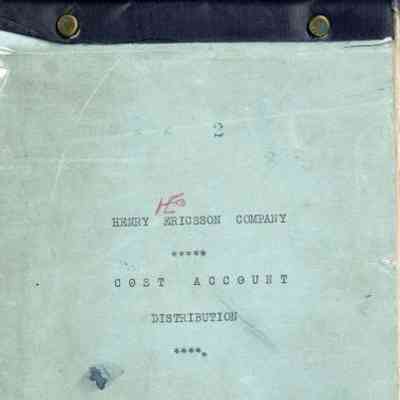 2
HE
HENRY ERICSSON COMPANY
*****
COST ACCOUNT
DISTRIBUTION
****.